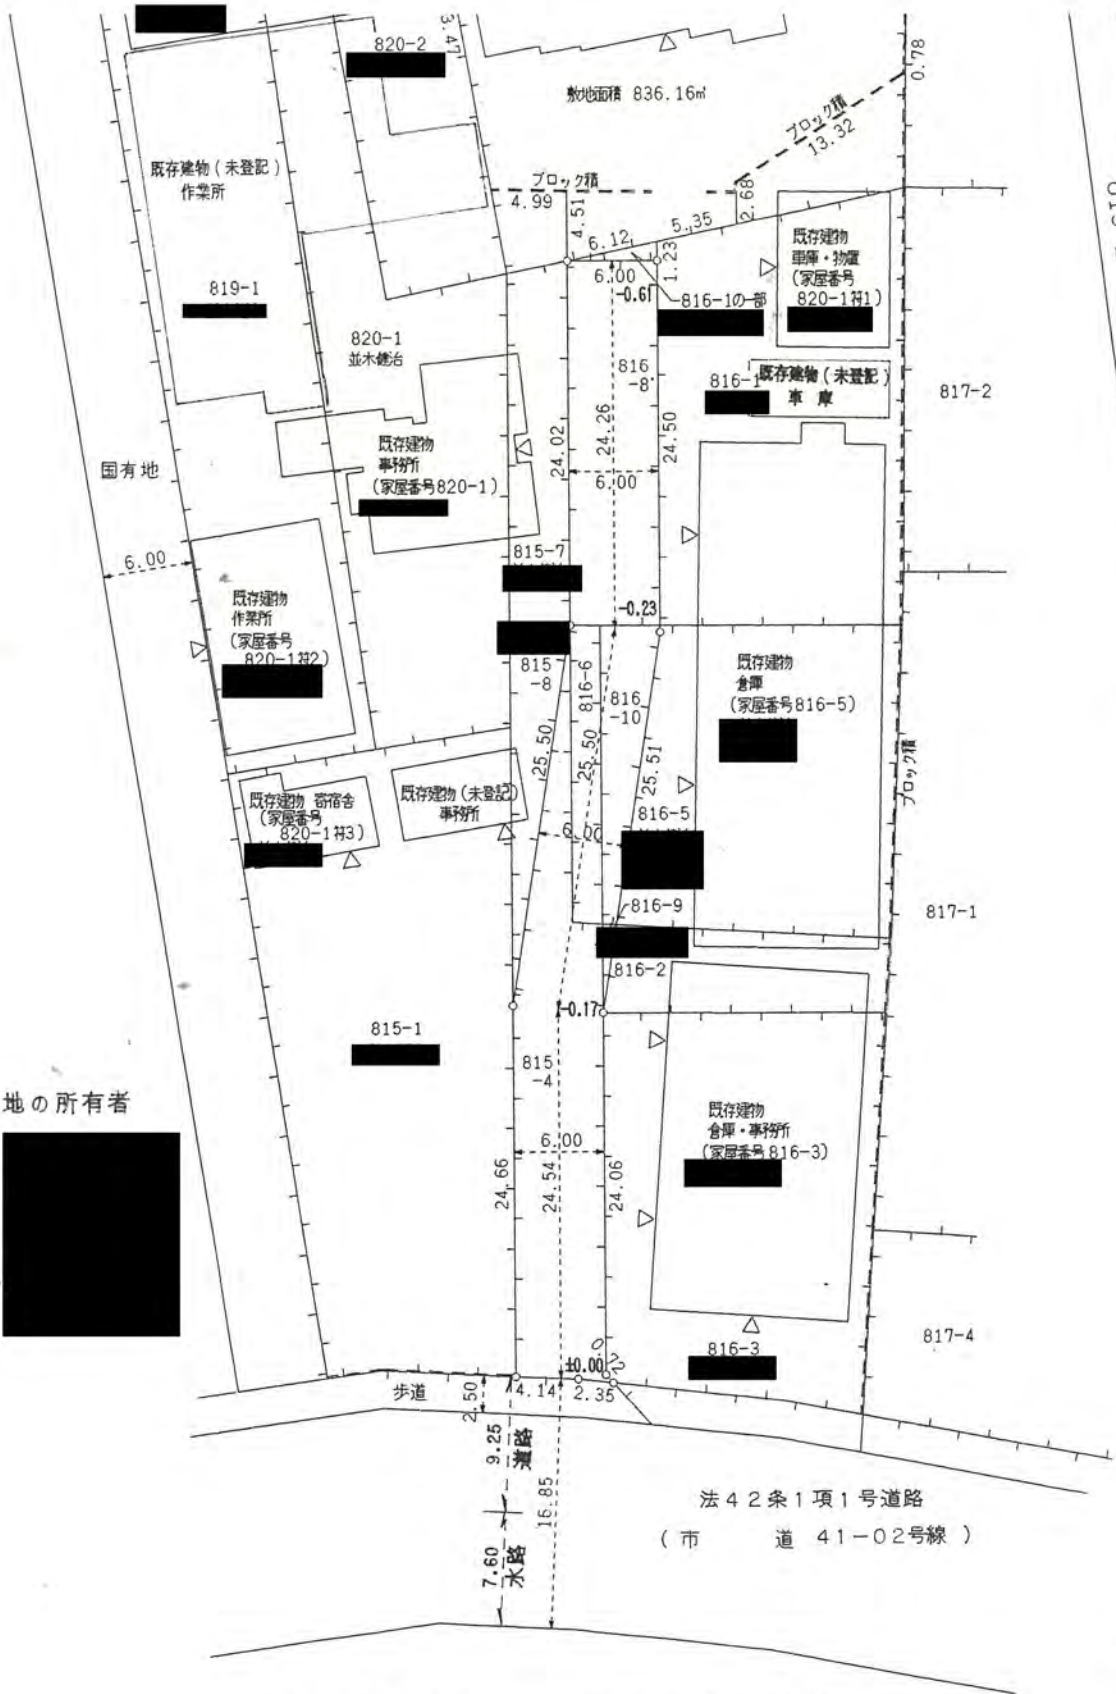 820-2
3.47
0.78
敷地面積 836.16㎡
ブロック積
13.32
既存建物(未登記)
作業所
ブロック積
4.99
4.51
2.68
5.35
6.12
1.23
6.00
-0.61
既存建物
車庫・物置
(家屋番号
820-1符1)
819-1
816-1の一部
820-1
並木健治
816
-8
816-1
既存建物(未登記)
車庫
817-2
既存建物
事務所
(家屋番号820-1)
24.02
24.26
24.50
6.00
国有地
6.00
815-7
-0.23
既存建物
作業所
(家屋番号
820-1符2)
815
-8
816-6
816
-10
既存建物
倉庫
(家屋番号816-5)
25.50
25.50
25.51
ブロック積
既存建物 寄宿舎
(家屋番号
820-1符3)
既存建物(未登記)
事務所
816-5
6.00
816-9
817-1
816-2
-0.17
815-1
815
-4
地の所有者
既存建物
倉庫・事務所
(家屋番号816-3)
6.00
24.66
24.54
24.06
817-4
816-3
±0.00
歩道
2.50
4.14
2.35
9.25
道路
16.85
法42条1項1号道路
(市 道 41-02号線)
7.60
水路